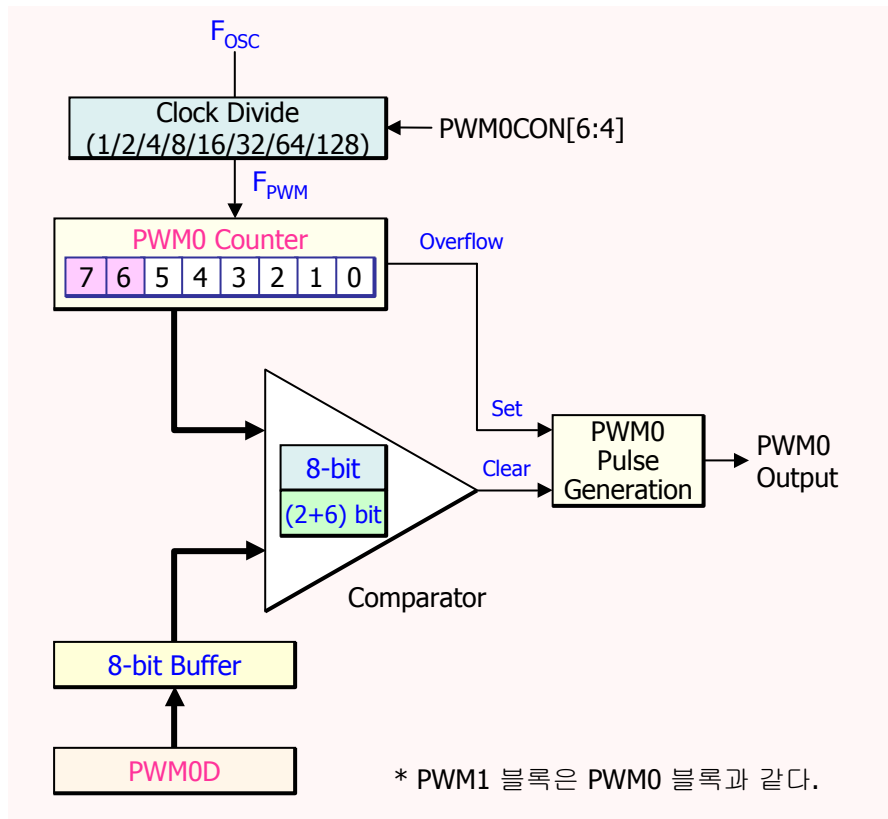 F_OSC
Clock Divide
(1/2/4/8/16/32/64/128)
PWM0CON[6:4]
F_PWM
PWM0 Counter
7 6 5 4 3 2 1 0
Overflow
Set
Clear
8-bit
(2+6) bit
Comparator
PWM0
Pulse
Generation
PWM0
Output
8-bit Buffer
PWM0D
* PWM1 블록은 PWM0 블록과 같다.